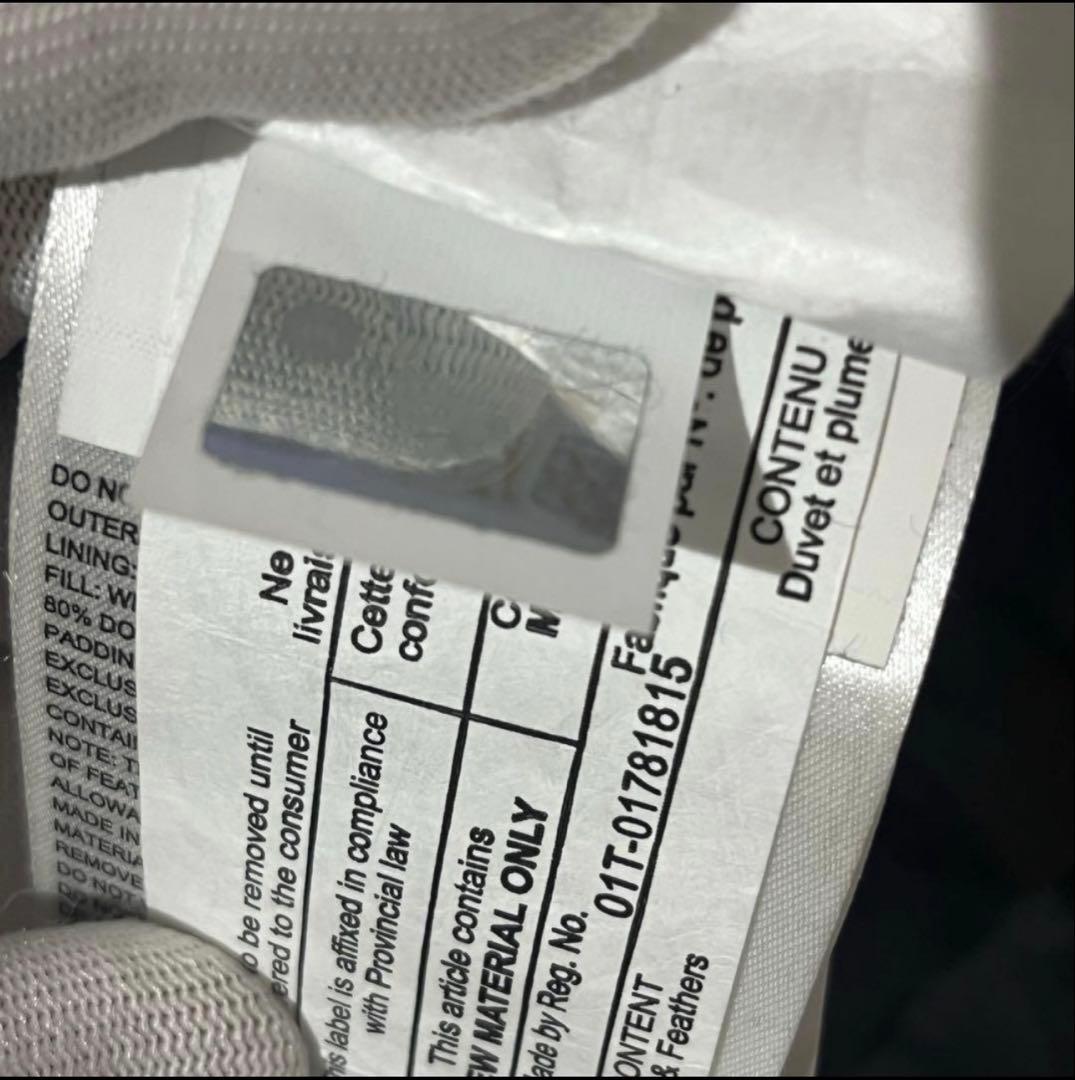 DO NO
OUTER
LINING:
FILL: W
80% DO
PADDIN
EXCLUS
EXCLUS
CONTAI
NOTE: T
OF FEAT
ALLOWA
MADE IN
MATERIA
REMOVE
DO NOT
o be removed until
ered to the consumer
Ne
livrais
is label is affixed in compliance
with Provincial law
Cette
confo
This article contains
EW MATERIAL ONLY
ade by Reg. No.
01T-01781815
ONTENT
& Feathers
CONTENU
Duvet et plume